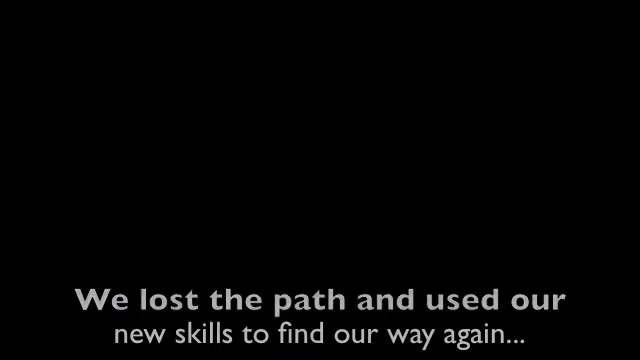 We lost the path and used our
new skills to find our way again...